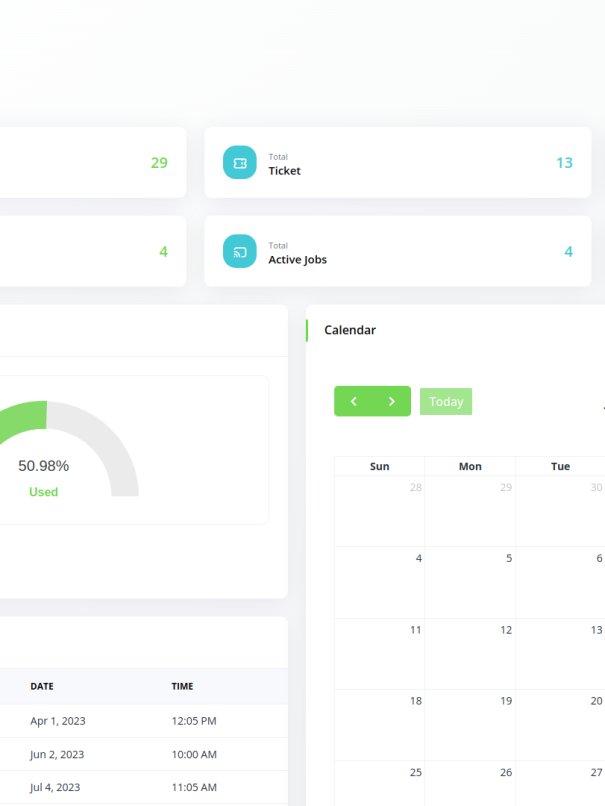 29
Total
Ticket
13
4
Total
Active Jobs
4
Calendar
Today
50.98%
Used
Sun Mon Tue
28 29 30
4 5 6
11 12 13
18 19 20
25 26 27
DATE TIME
Apr 1, 2023 12:05 PM
Jun 2, 2023 10:00 AM
Jul 4, 2023 11:05 AM